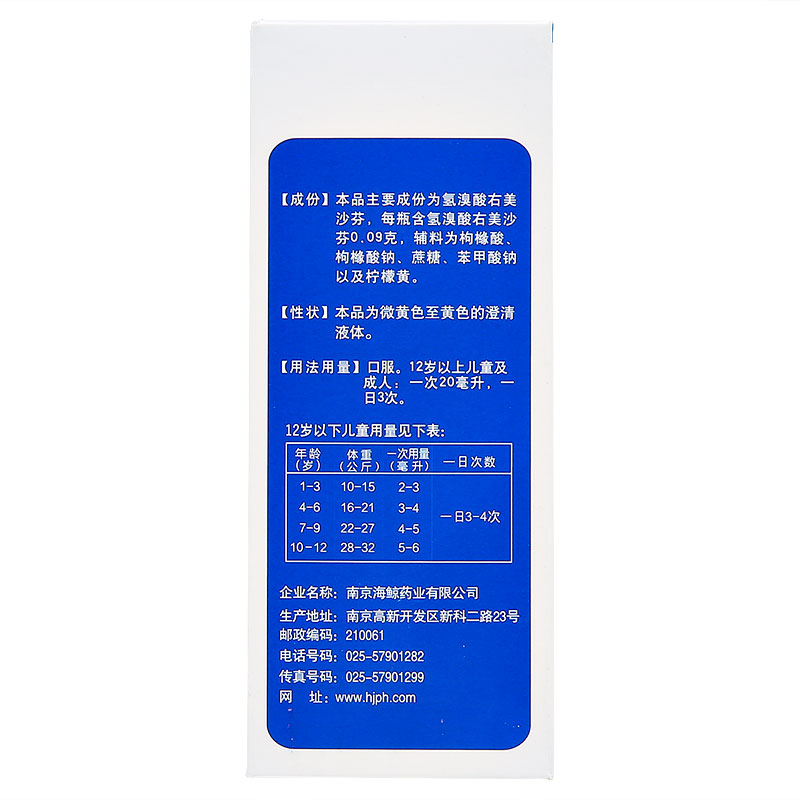 【成份】本品主要成份为氢溴酸右美
沙芬，每瓶含氢溴酸右美沙
芬0.09克，辅料为枸橼酸、
枸橼酸钠、蔗糖、苯甲酸钠
以及柠檬黄。
【性状】本品为微黄色至黄色的澄清
液体。
【用法用量】口服。12岁以上儿童及
成人：一次20毫升，一
日3次。
12岁以下儿童用量见下表：
年龄 体重 一次用量 一日次数
（岁）（公斤）（毫升）
1-3 10-15 2-3
4-6 16-21 3-4
一日3-4次
7-9 22-27 4-5
10-12 28-32 5-6
企业名称：南京海鲸药业有限公司
生产地址：南京高新开发区新科二路23号
邮政编码：210061
电话号码：025-57901282
传真号码：025-57901299
网 址：www.hjph.com